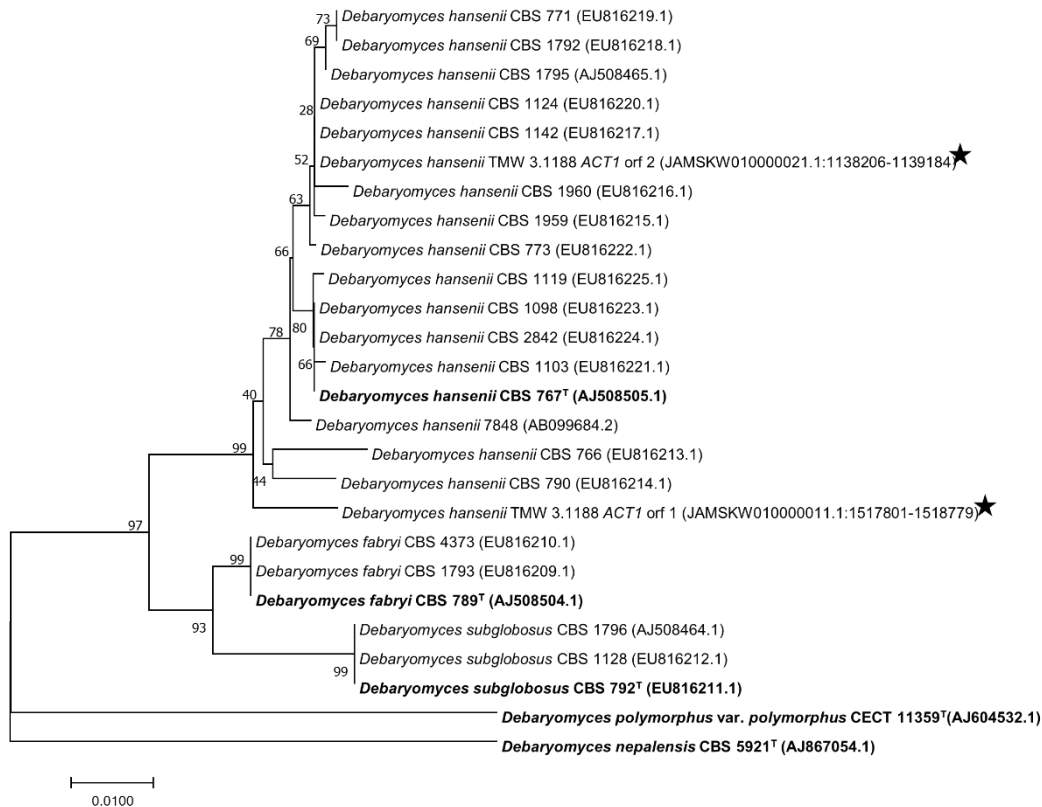 73
Debaryomyces hansenii CBS 771 (EU816219.1)
69
Debaryomyces hansenii CBS 1792 (EU816218.1)
Debaryomyces hansenii CBS 1795 (AJ508465.1)
28
Debaryomyces hansenii CBS 1124 (EU816220.1)
Debaryomyces hansenii CBS 1142 (EU816217.1)
52
Debaryomyces hansenii TMW 3.1188 ACT1 orf 2 (JAMSKW010000021.1:1138206-1139184)
Debaryomyces hansenii CBS 1960 (EU816216.1)
63
Debaryomyces hansenii CBS 1959 (EU816215.1)
66
Debaryomyces hansenii CBS 773 (EU816222.1)
Debaryomyces hansenii CBS 1119 (EU816225.1)
Debaryomyces hansenii CBS 1098 (EU816223.1)
78
80
Debaryomyces hansenii CBS 2842 (EU816224.1)
66
Debaryomyces hansenii CBS 1103 (EU816221.1)
40
Debaryomyces hansenii CBS 767ᵀ (AJ508505.1)
Debaryomyces hansenii 7848 (AB099684.2)
99
Debaryomyces hansenii CBS 766 (EU816213.1)
44
Debaryomyces hansenii CBS 790 (EU816214.1)
Debaryomyces hansenii TMW 3.1188 ACT1 orf 1 (JAMSKW010000011.1:1517801-1518779)
97
Debaryomyces fabryi CBS 4373 (EU816210.1)
99
Debaryomyces fabryi CBS 1793 (EU816209.1)
Debaryomyces fabryi CBS 789ᵀ (AJ508504.1)
93
Debaryomyces subglobosus CBS 1796 (AJ508464.1)
Debaryomyces subglobosus CBS 1128 (EU816212.1)
99
Debaryomyces subglobosus CBS 792ᵀ (EU816211.1)
Debaryomyces polymorphus var. polymorphus CECT 11359ᵀ(AJ604532.1)
Debaryomyces nepalensis CBS 5921ᵀ (AJ867054.1)
0.0100